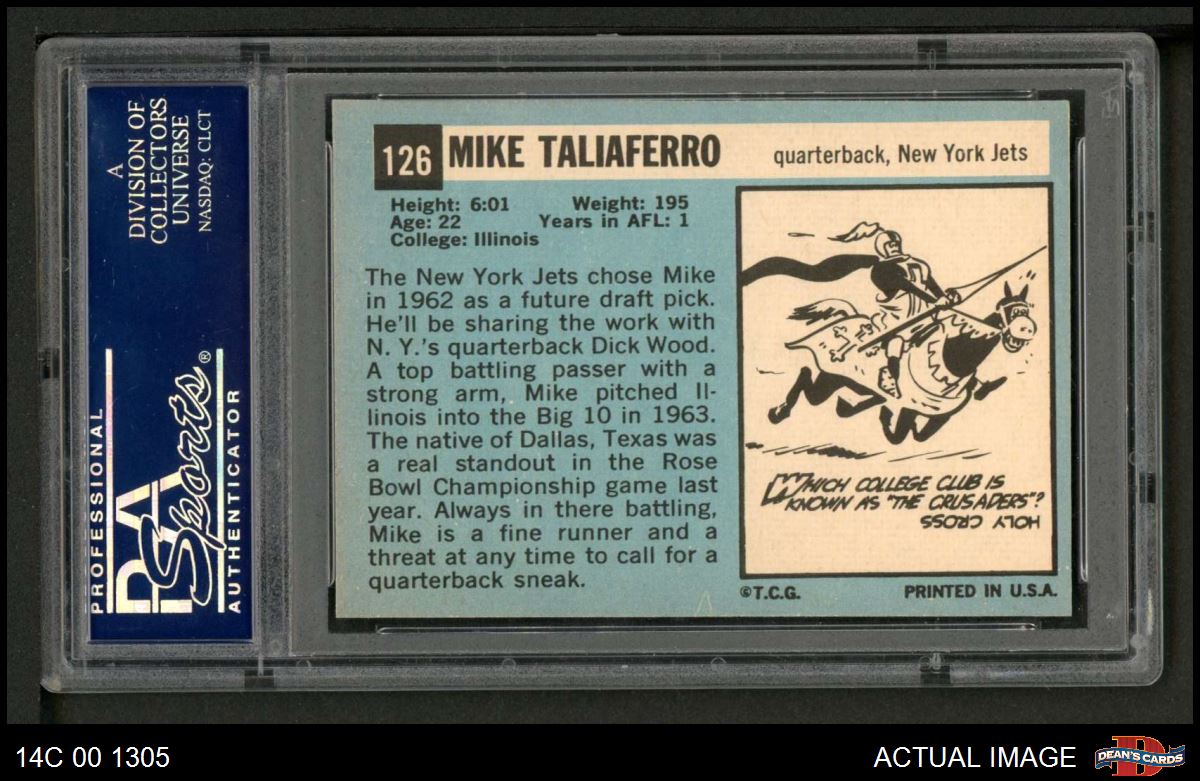 A
DIVISION OF
COLLECTORS
UNIVERSE
NASDAQ: CLCT
PROFESSIONAL
PSA
Sports®
AUTHENTICATOR
126
MIKE TALIAFERRO
quarterback, New York Jets
Height: 6:01 Weight: 195
Age: 22 Years in AFL: 1
College: Illinois
The New York Jets chose Mike
in 1962 as a future draft pick.
He'll be sharing the work with
N. Y.'s quarterback Dick Wood.
A top battling passer with a
strong arm, Mike pitched Il-
linois into the Big 10 in 1963.
The native of Dallas, Texas was
a real standout in the Rose
Bowl Championship game last
year. Always in there battling,
Mike is a fine runner and a
threat at any time to call for a
quarterback sneak.
WHICH COLLEGE CLUB IS
KNOWN AS "THE CRUSADERS"?
HOLY CROSS
©T.C.G.
PRINTED IN U.S.A.
14C 00 1305
ACTUAL IMAGE
D
DEAN'S CARDS